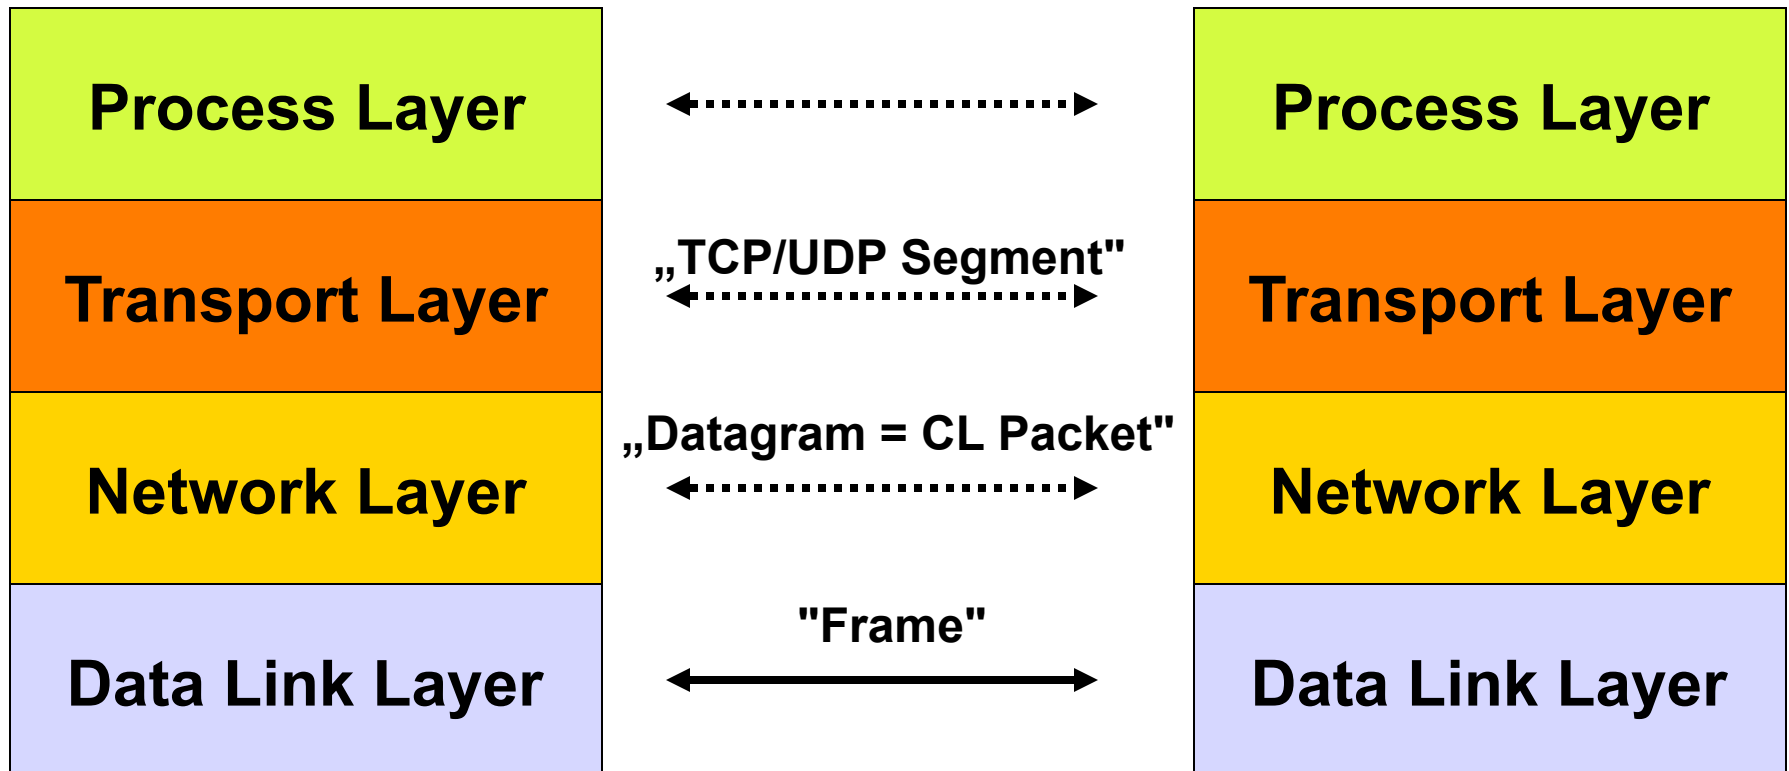 Process Layer
Process Layer
„TCP/UDP Segment"
Transport Layer
Transport Layer
„Datagram = CL Packet"
Network Layer
Network Layer
"Frame"
Data Link Layer
Data Link Layer